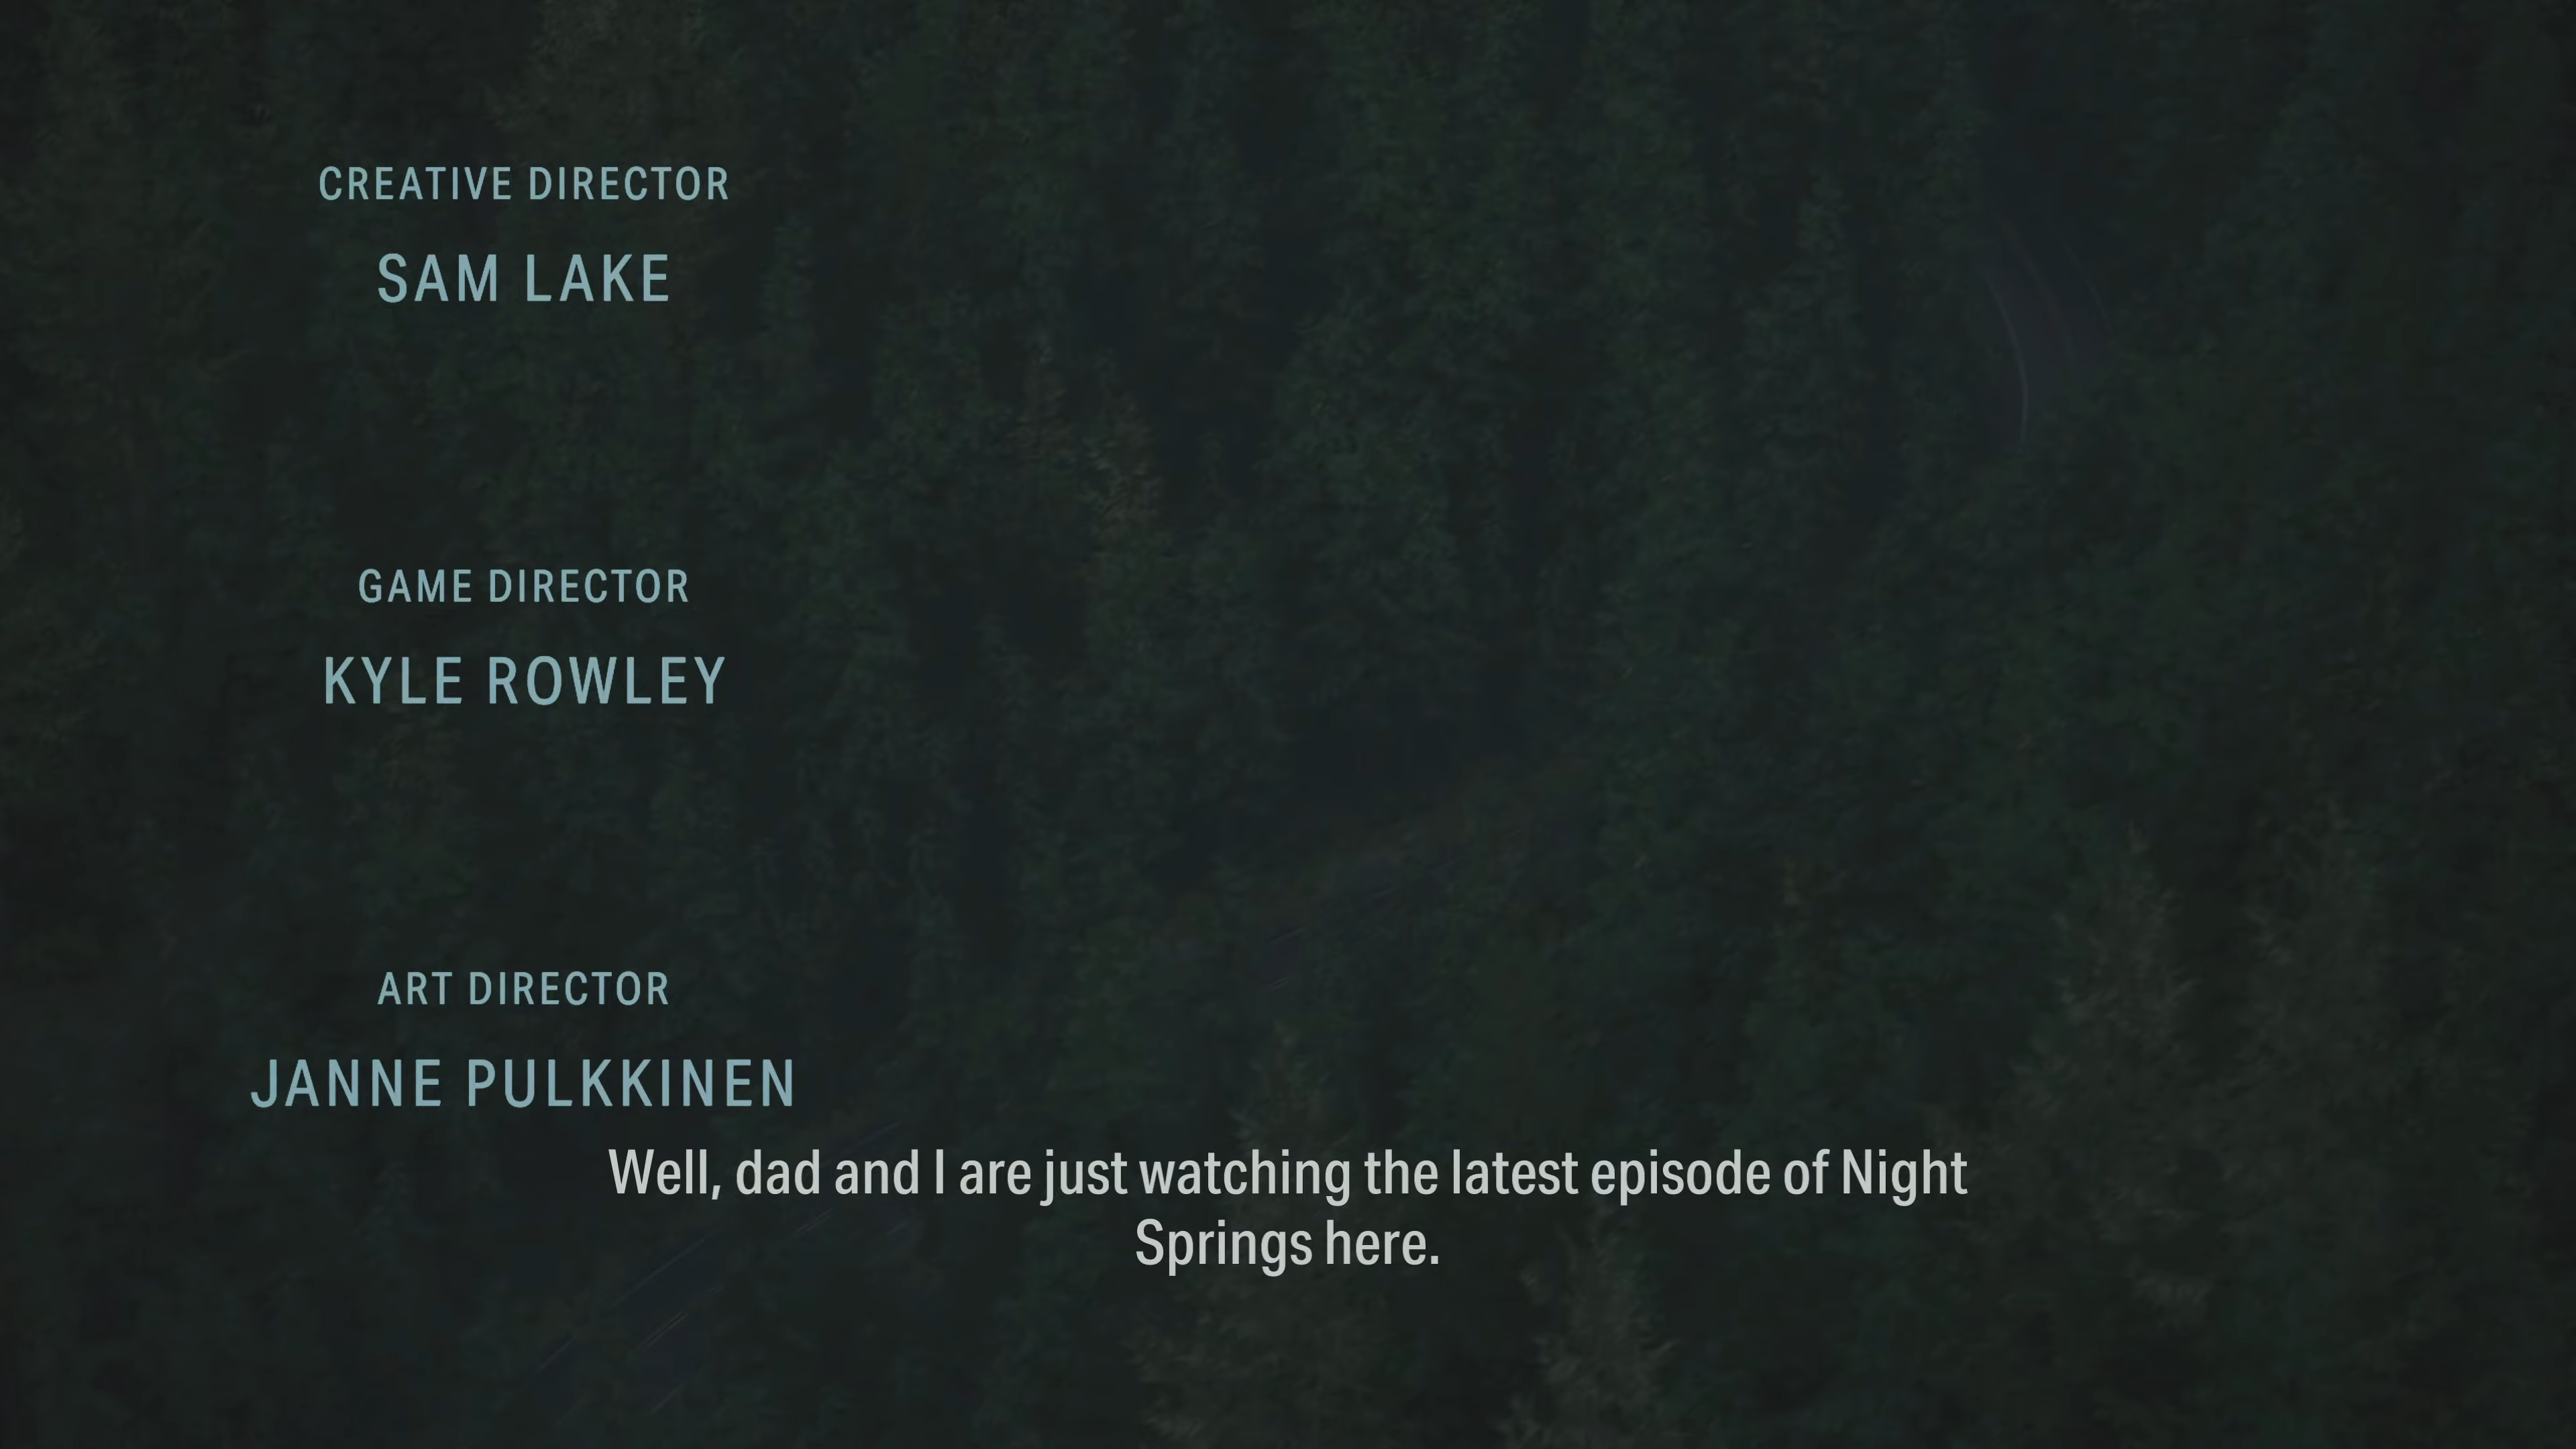 CREATIVE DIRECTOR
SAM LAKE
GAME DIRECTOR
KYLE ROWLEY
ART DIRECTOR
JANNE PULKKINEN
Well, dad and I are just watching the latest episode of Night
Springs here.